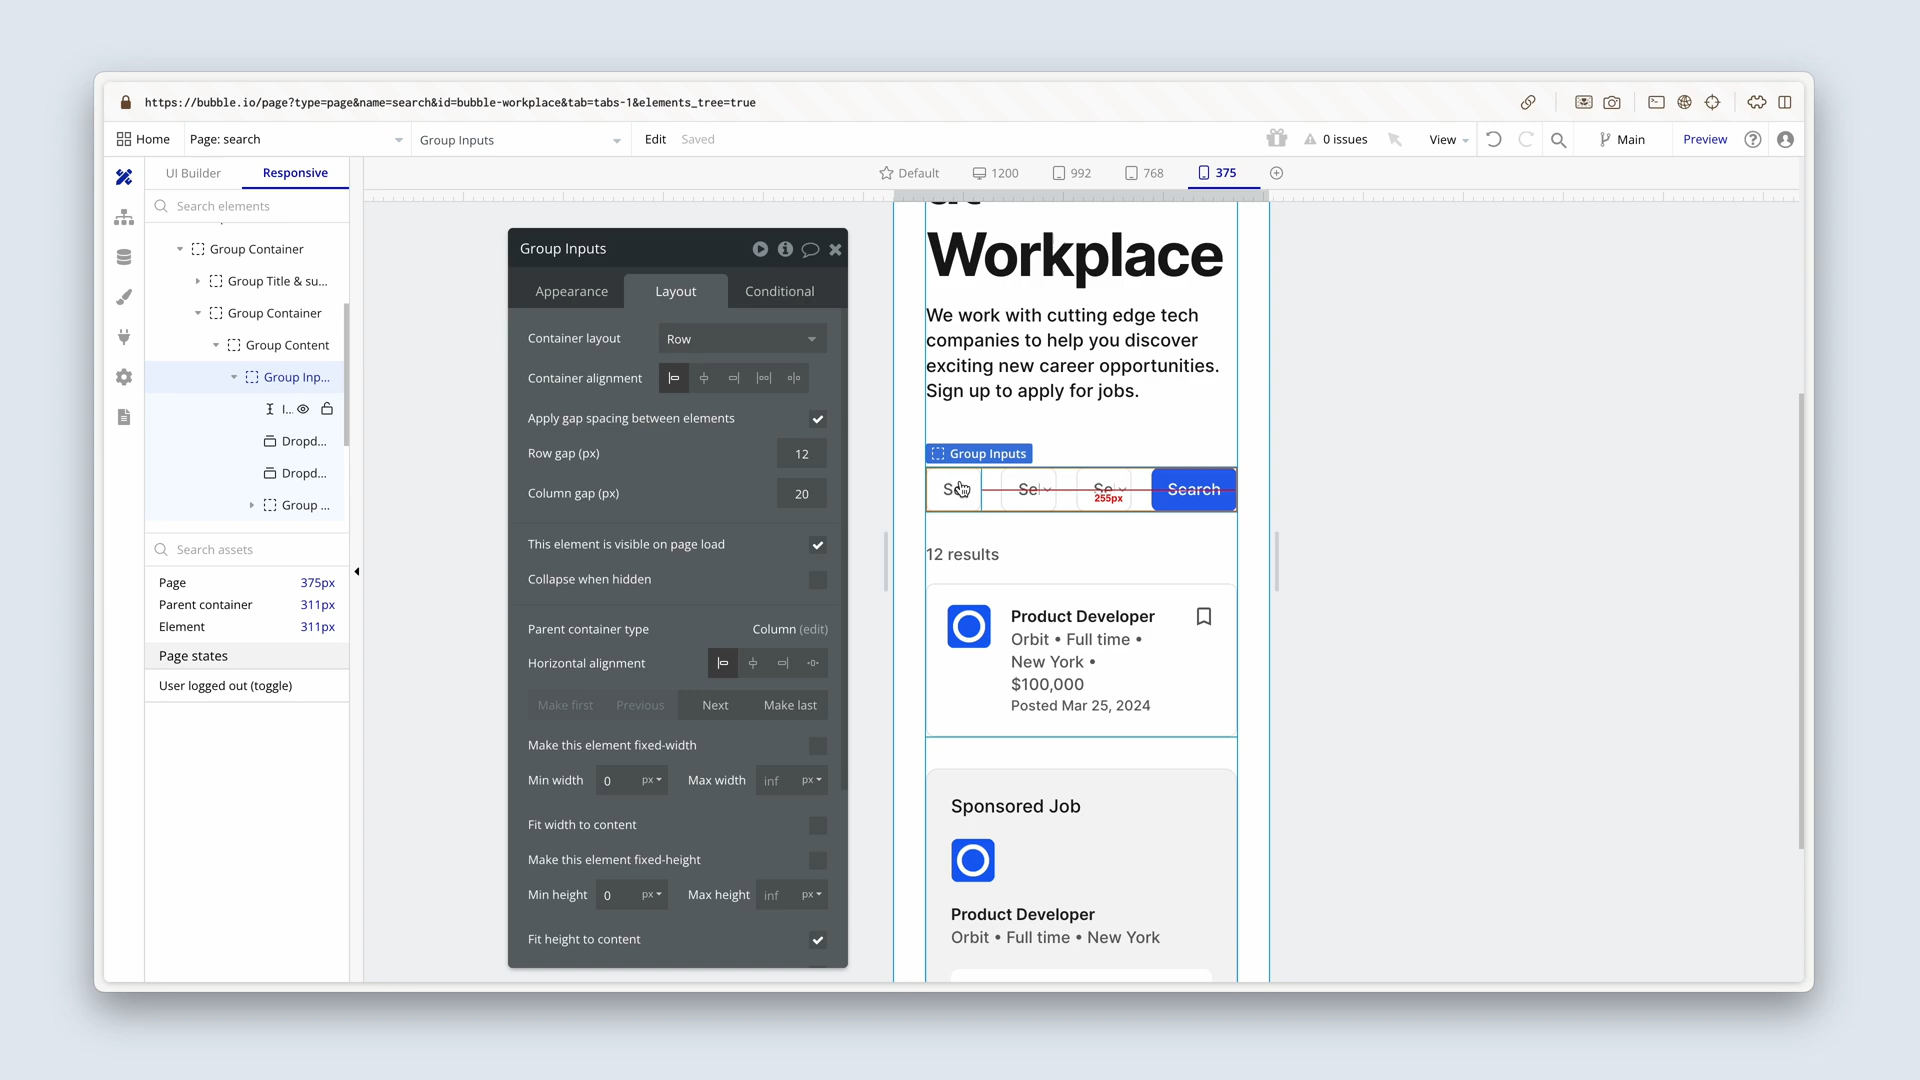 https://bubble.io/page?type=page&name=search&id=bubble-workplace&tab=tabs-1&elements_tree=true
Home
Page: search
Group Inputs
Edit
Saved
0 issues
View
Main
Preview
UI Builder
Responsive
Default
1200
992
768
375
Search elements
Group Container
Group Title & su...
Group Container
Group Content
Group Inp...
I...
Dropd...
Dropd...
Group ...
Search assets
Page 375px
Parent container 311px
Element 311px
Page states
User logged out (toggle)
Group Inputs
Appearance
Layout
Conditional
Container layout
Row
Container alignment
Apply gap spacing between elements
Row gap (px) 12
Column gap (px) 20
This element is visible on page load
Collapse when hidden
Parent container type Column (edit)
Horizontal alignment
Make first Previous Next Make last
Make this element fixed-width
Min width 0 px Max width inf px
Fit width to content
Make this element fixed-height
Min height 0 px Max height inf px
Fit height to content
Workplace
We work with cutting edge tech
companies to help you discover
exciting new career opportunities.
Sign up to apply for jobs.
Group Inputs
Se Se Search
255px
12 results
Product Developer
Orbit • Full time •
New York •
$100,000
Posted Mar 25, 2024
Sponsored Job
Product Developer
Orbit • Full time • New York